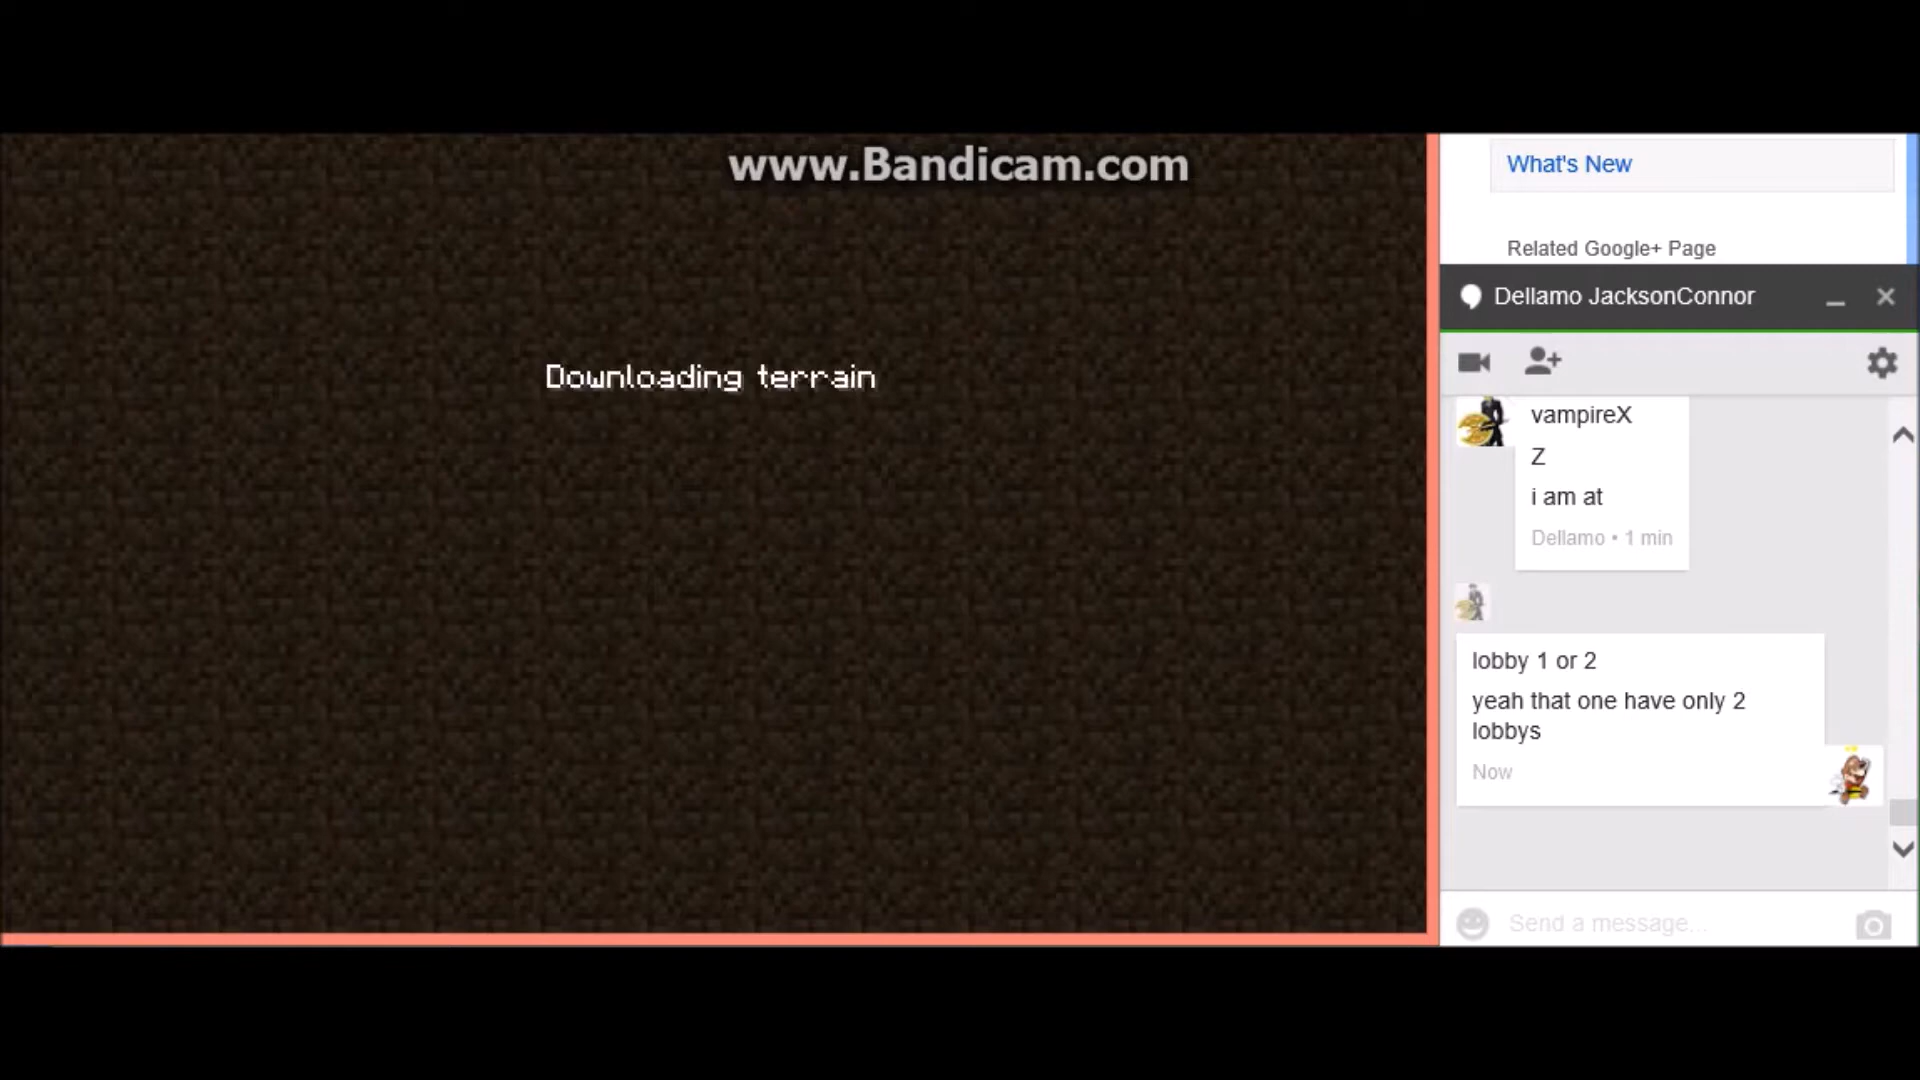 www.Bandicam.com
Downloading terrain
What's New
Related Google+ Page
Dellamo JacksonConnor
vampireX
Z
i am at
Dellamo • 1 min
lobby 1 or 2
yeah that one have only 2
lobbys
Now
Send a message...